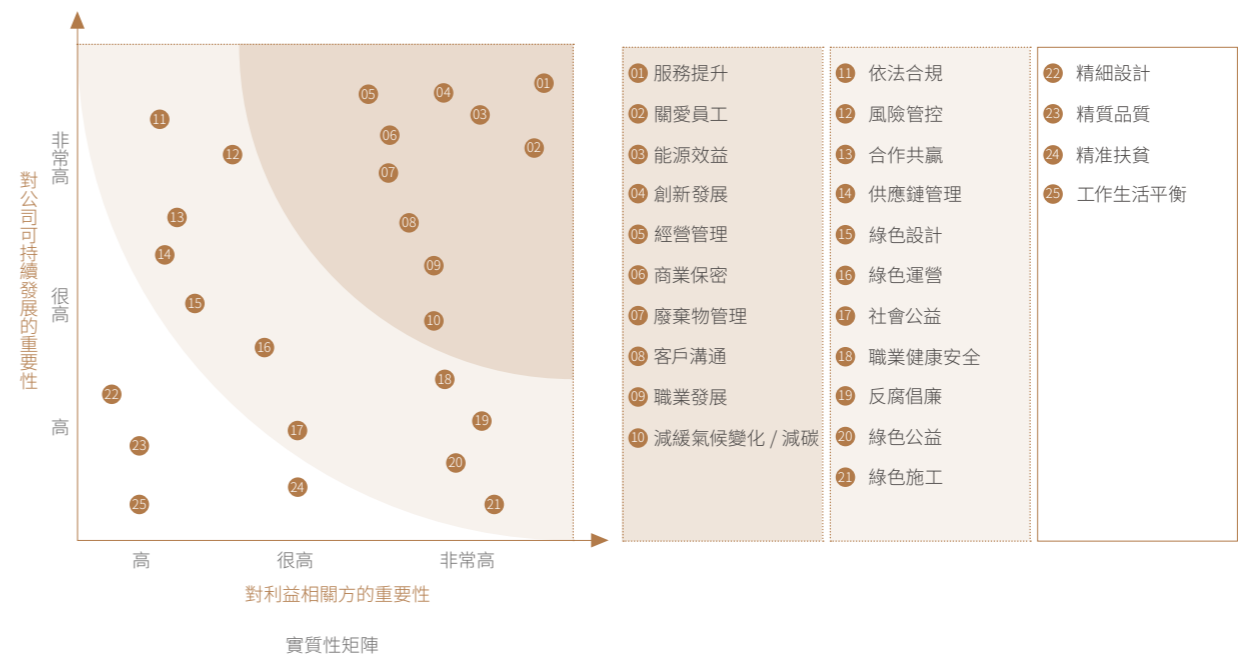 對公司可持續發展的重要性
非常高
很高
高
01
04
05
03
11
06
02
12
07
13
08
14
09
15
10
16
18
22
19
17
23
20
24
25
21
高 很高 非常高
對利益相關方的重要性
實質性矩陣
01 服務提升
02 關愛員工
03 能源效益
04 創新發展
05 經營管理
06 商業保密
07 廢棄物管理
08 客戶溝通
09 職業發展
10 減緩氣候變化 / 減碳
11 依法合規
12 風險管控
13 合作共贏
14 供應鏈管理
15 綠色設計
16 綠色運營
17 社會公益
18 職業健康安全
19 反腐倡廉
20 綠色公益
21 綠色施工
22 精細設計
23 精質品質
24 精准扶貧
25 工作生活平衡